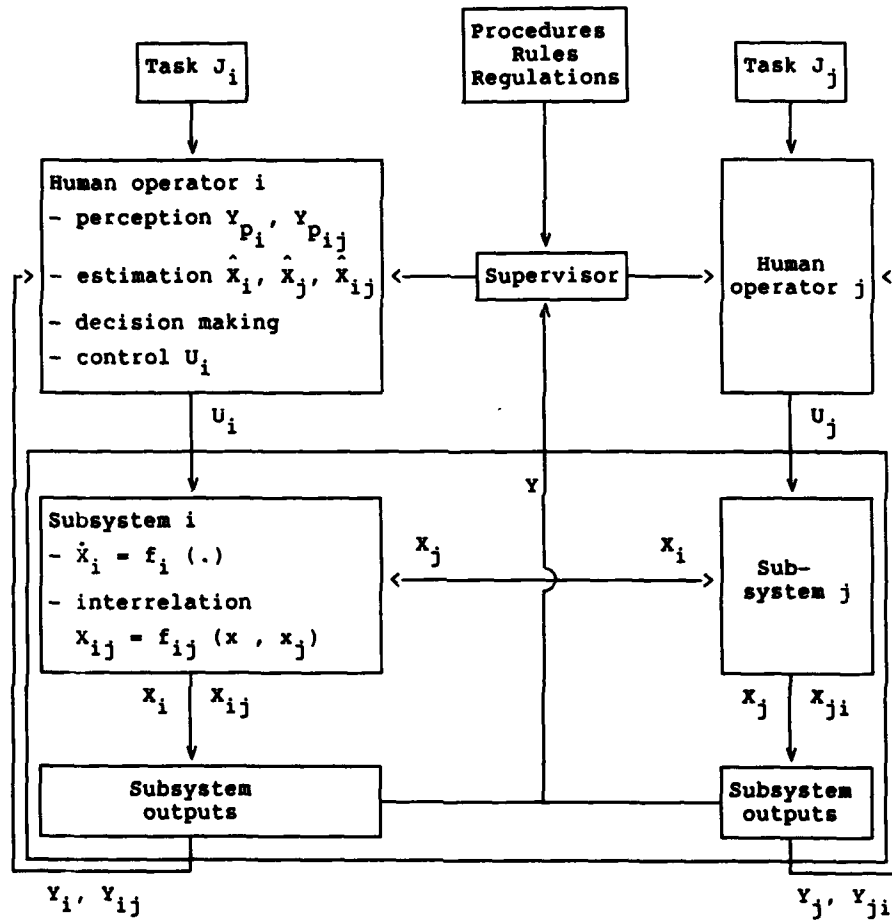 Task J_i
Procedures
Rules
Regulations
Task J_j
Human operator i
- perception Y_p_i, Y_p_ij
- estimation X̂_i, X̂_j, X̂_ij
- decision making
- control U_i
Supervisor
Human
operator j
U_i
U_j
Y
Subsystem i
- Ẋ_i = f_i (.)
- interrelation
X_ij = f_ij (x , x_j)
X_j
X_i
Sub-
system j
X_i X_ij
X_j X_ji
Subsystem
outputs
Subsystem
outputs
Y_i, Y_ij
Y_j, Y_ji